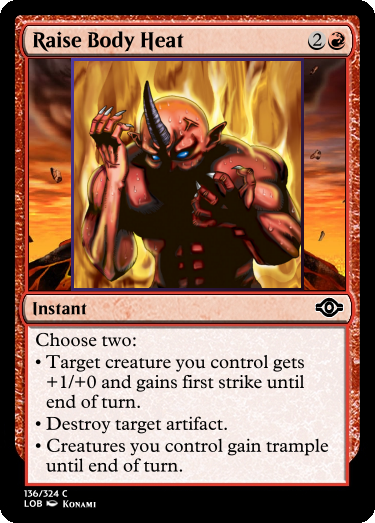 Raise Body Heat 2
Instant
Choose two:
• Target creature you control gets
+1/+0 and gains first strike until
end of turn.
• Destroy target artifact.
• Creatures you control gain trample
until end of turn.
136/324 C
LOB Konami